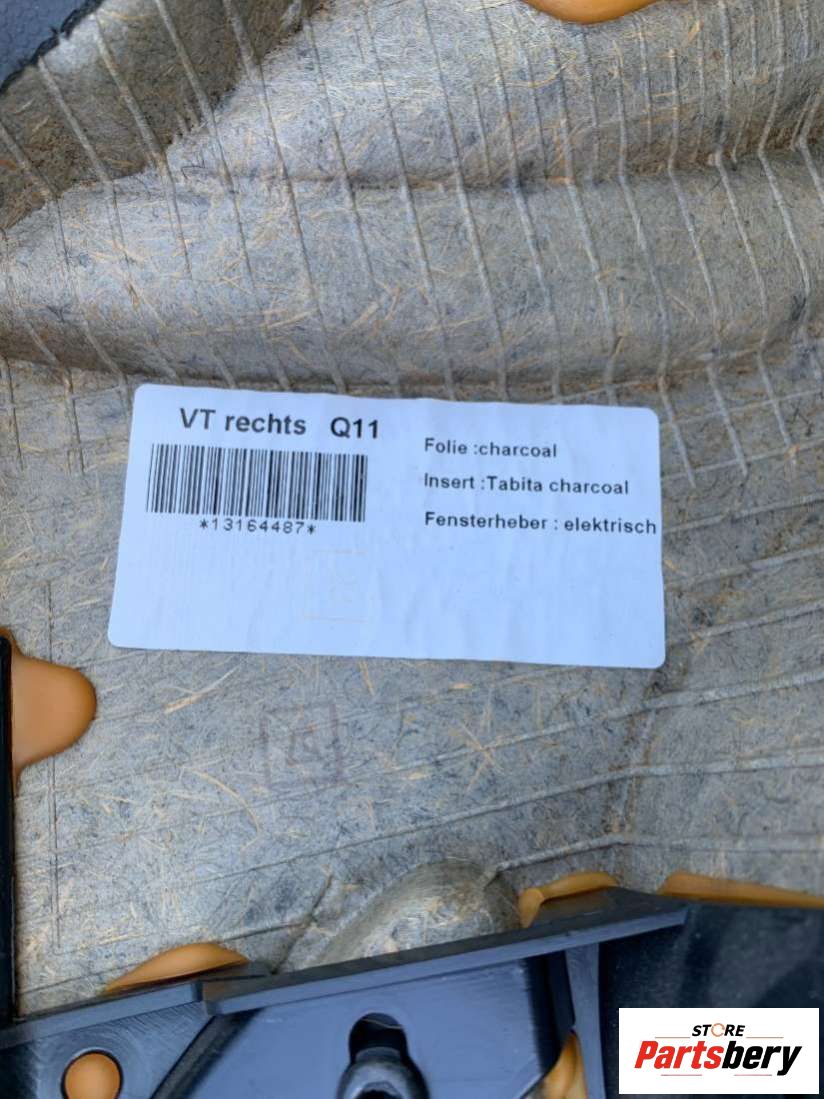 VT rechts Q11
*13164487*
Folie :charcoal
Insert :Tabita charcoal
Fensterheber : elektrisch
STORE
Partsbery